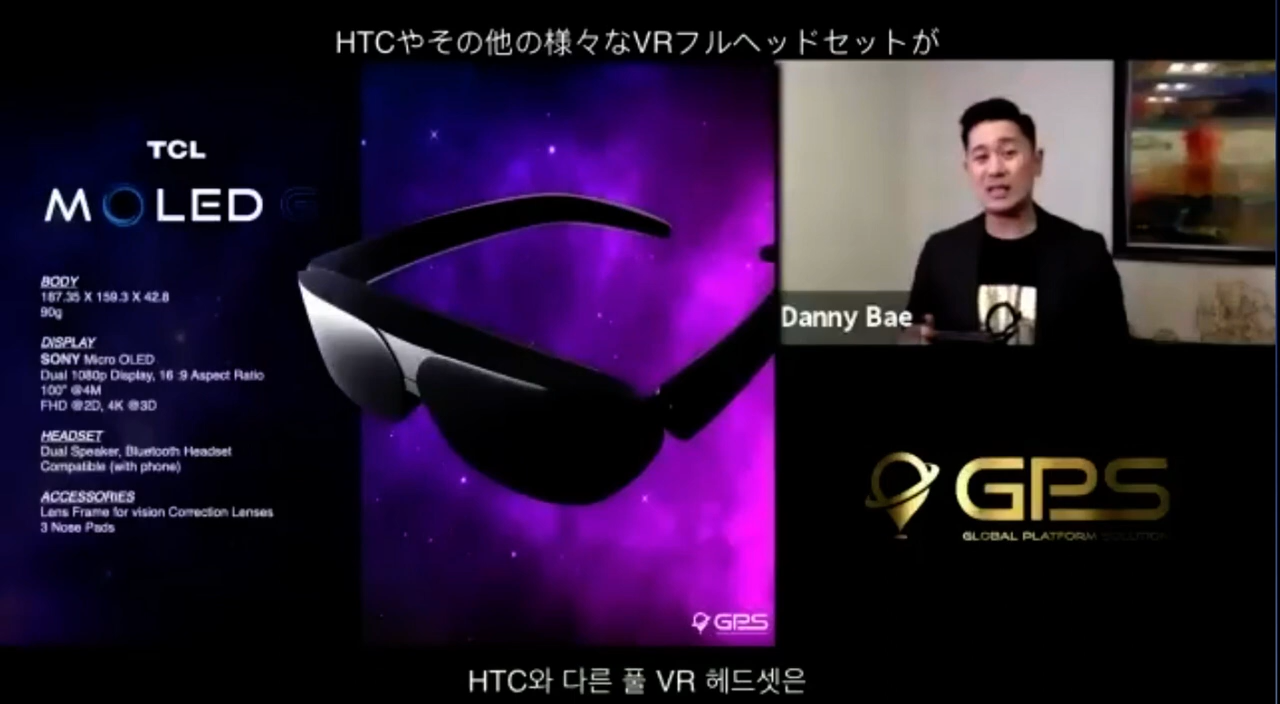 HTCやその他の様々なVRフルヘッドセットが
TCL
MOLED G
BODY
187.35 X 159.3 X 42.8
90g
DISPLAY
SONY Micro OLED
Dual 1080p Display, 16 :9 Aspect Ratio
100" @4M
FHD @2D, 4K @3D
HEADSET
Dual Speaker, Bluetooth Headset
Compatible (with phone)
ACCESSORIES
Lens Frame for vision Correction Lenses
3 Nose Pads
GPS
Danny Bae
GPS
GLOBAL PLATFORM SOLUTION
HTC와 다른 풀 VR 헤드셋은